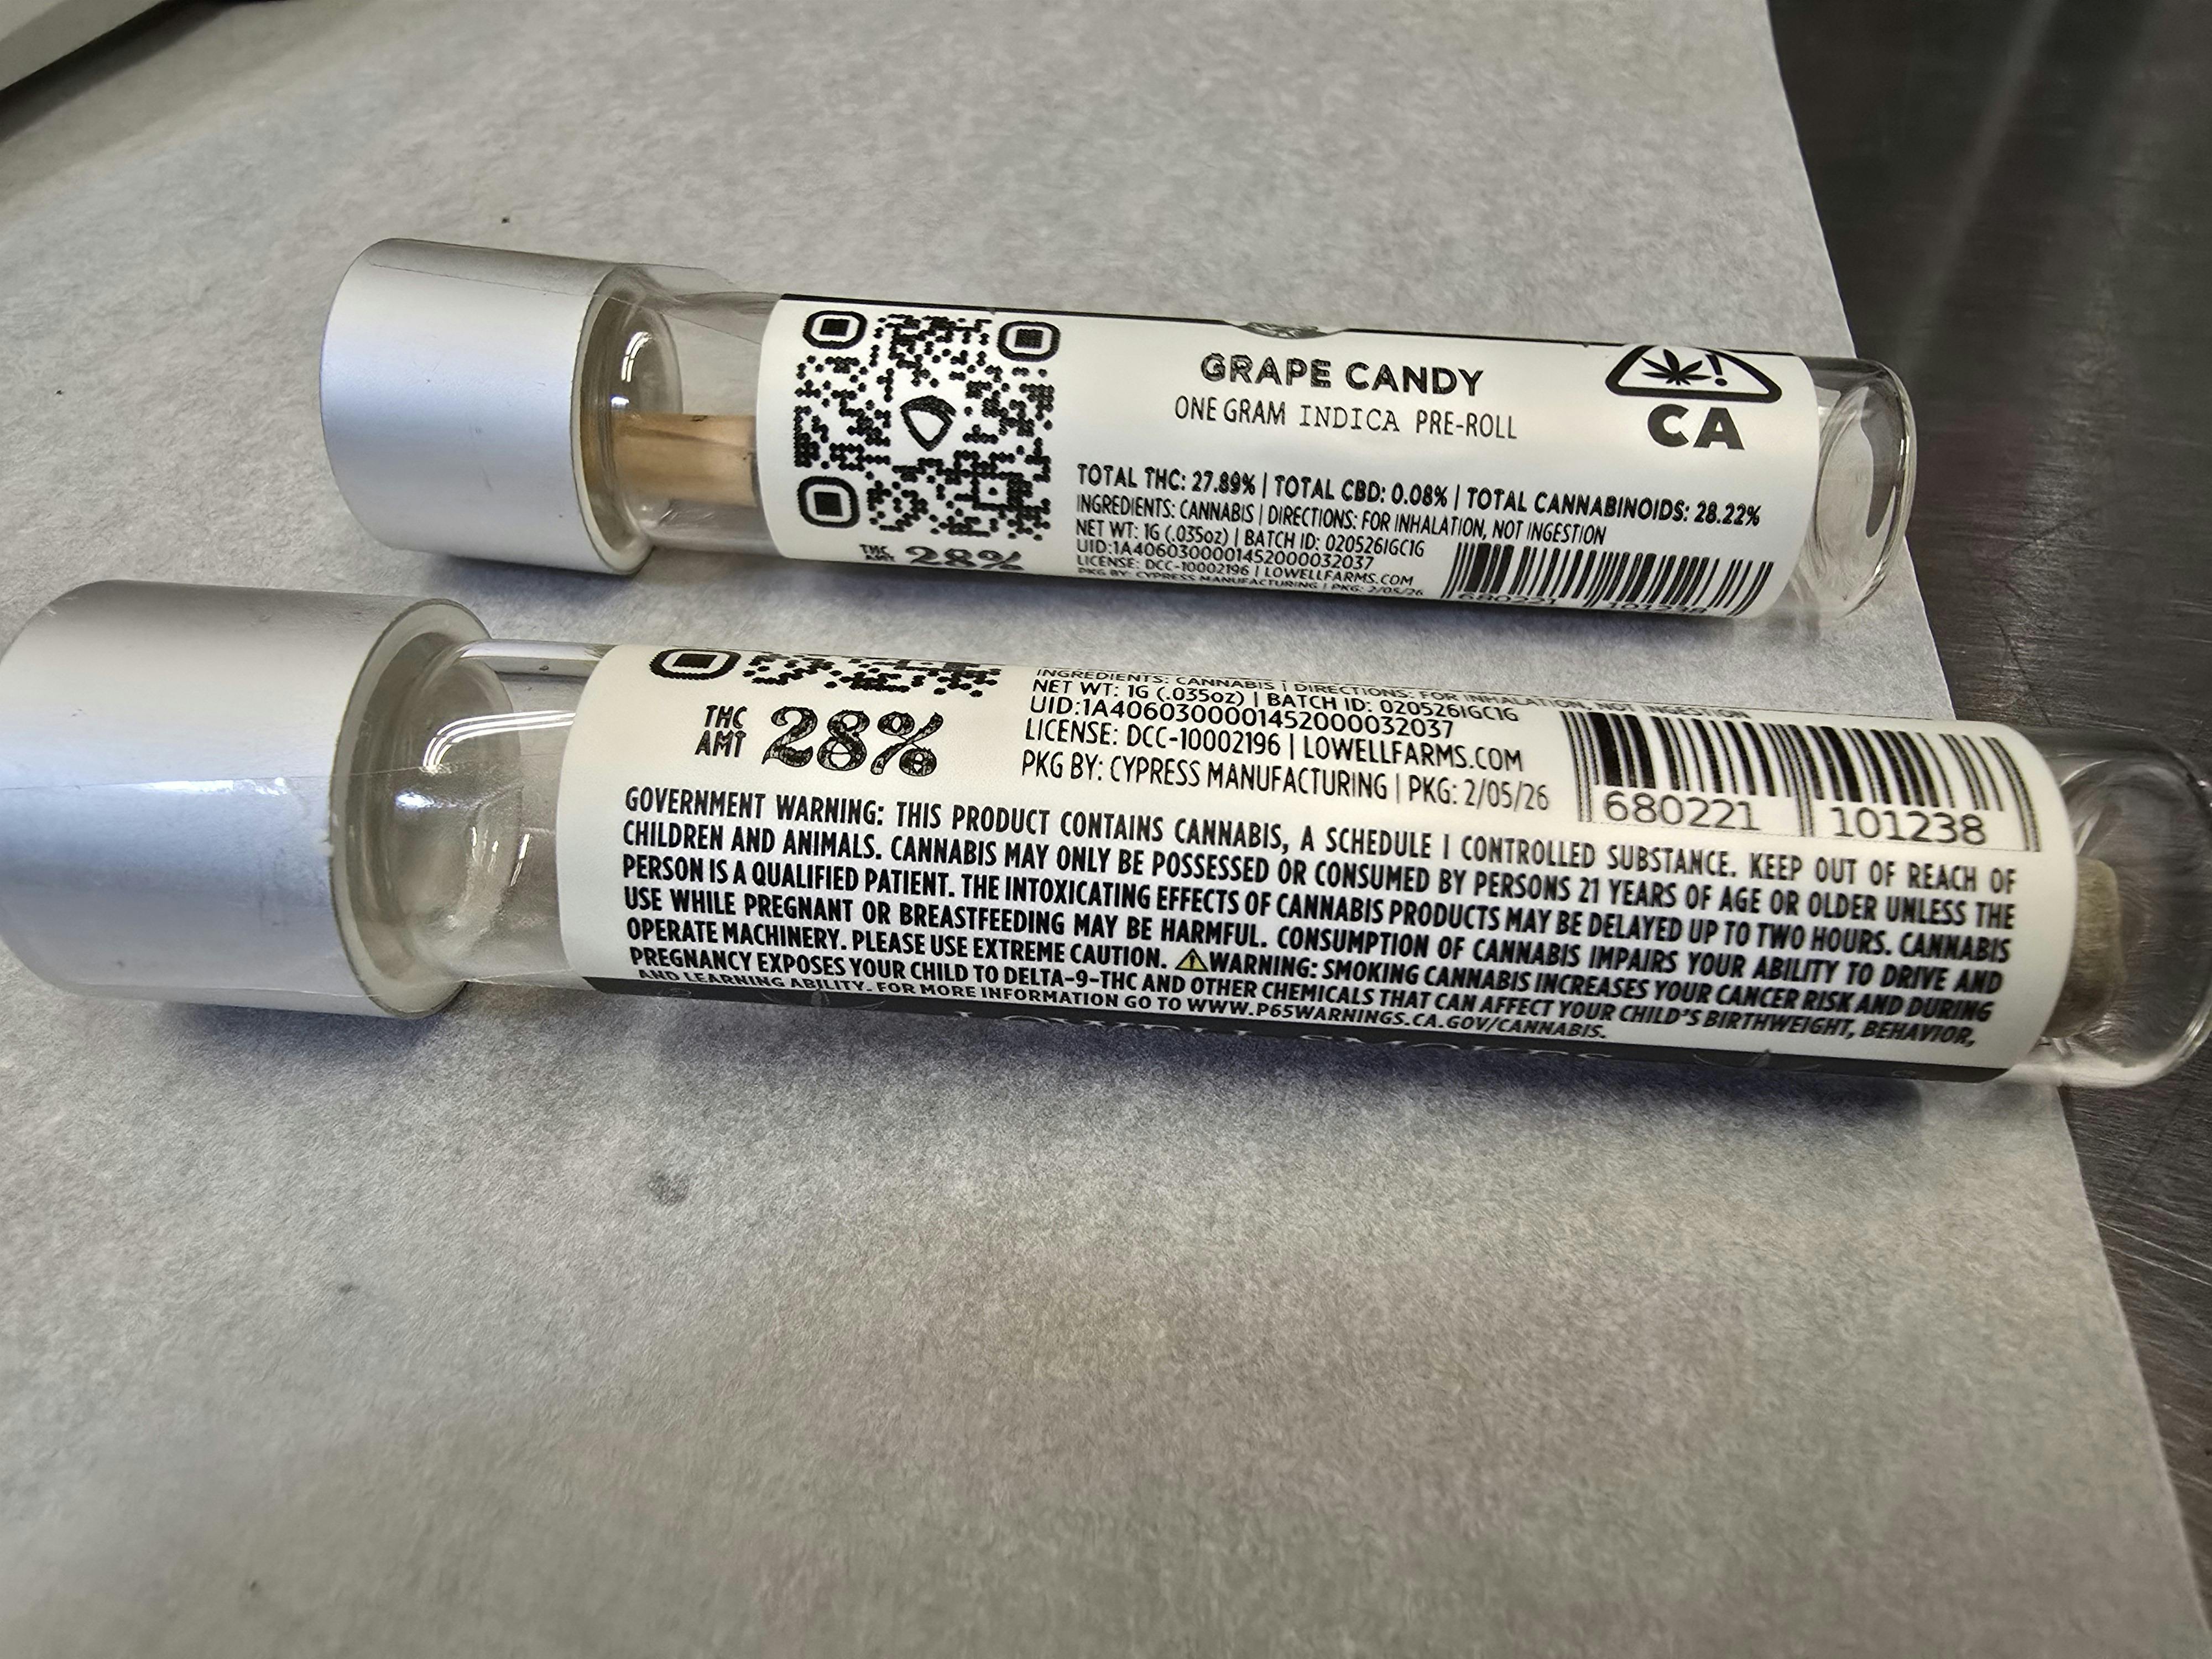 GRAPE CANDY
ONE GRAM INDICA PRE-ROLL
CA
TOTAL THC: 27.89% | TOTAL CBD: 0.08% | TOTAL CANNABINOIDS: 28.22%
INGREDIENTS: CANNABIS | DIRECTIONS: FOR INHALATION, NOT INGESTION
NET WT: 1G (.035oz) | BATCH ID: 020526IGC1G
UID:1A4060300001452000032037
LICENSE: DCC-10002196 | LOWELLFARMS.COM
PKG BY: CYPRESS MANUFACTURING | PKG: 2/05/26
THC AMT 28%
680221 101238
INGREDIENTS: CANNABIS | DIRECTIONS: FOR INHALATION, NOT INGESTION
NET WT: 1G (.035oz) | BATCH ID: 020526IGC1G
UID:1A4060300001452000032037
LICENSE: DCC-10002196 | LOWELLFARMS.COM
PKG BY: CYPRESS MANUFACTURING | PKG: 2/05/26
THC
AMT 28%
680221 101238
GOVERNMENT WARNING: THIS PRODUCT CONTAINS CANNABIS, A SCHEDULE I CONTROLLED SUBSTANCE. KEEP OUT OF REACH OF
CHILDREN AND ANIMALS. CANNABIS MAY ONLY BE POSSESSED OR CONSUMED BY PERSONS 21 YEARS OF AGE OR OLDER UNLESS THE
PERSON IS A QUALIFIED PATIENT. THE INTOXICATING EFFECTS OF CANNABIS PRODUCTS MAY BE DELAYED UP TO TWO HOURS. CANNABIS
USE WHILE PREGNANT OR BREASTFEEDING MAY BE HARMFUL. CONSUMPTION OF CANNABIS IMPAIRS YOUR ABILITY TO DRIVE AND
OPERATE MACHINERY. PLEASE USE EXTREME CAUTION. ⚠WARNING: SMOKING CANNABIS INCREASES YOUR CANCER RISK AND DURING
PREGNANCY EXPOSES YOUR CHILD TO DELTA-9-THC AND OTHER CHEMICALS THAT CAN AFFECT YOUR CHILD'S BIRTHWEIGHT, BEHAVIOR,
AND LEARNING ABILITY. FOR MORE INFORMATION GO TO WWW.P65WARNINGS.CA.GOV/CANNABIS.